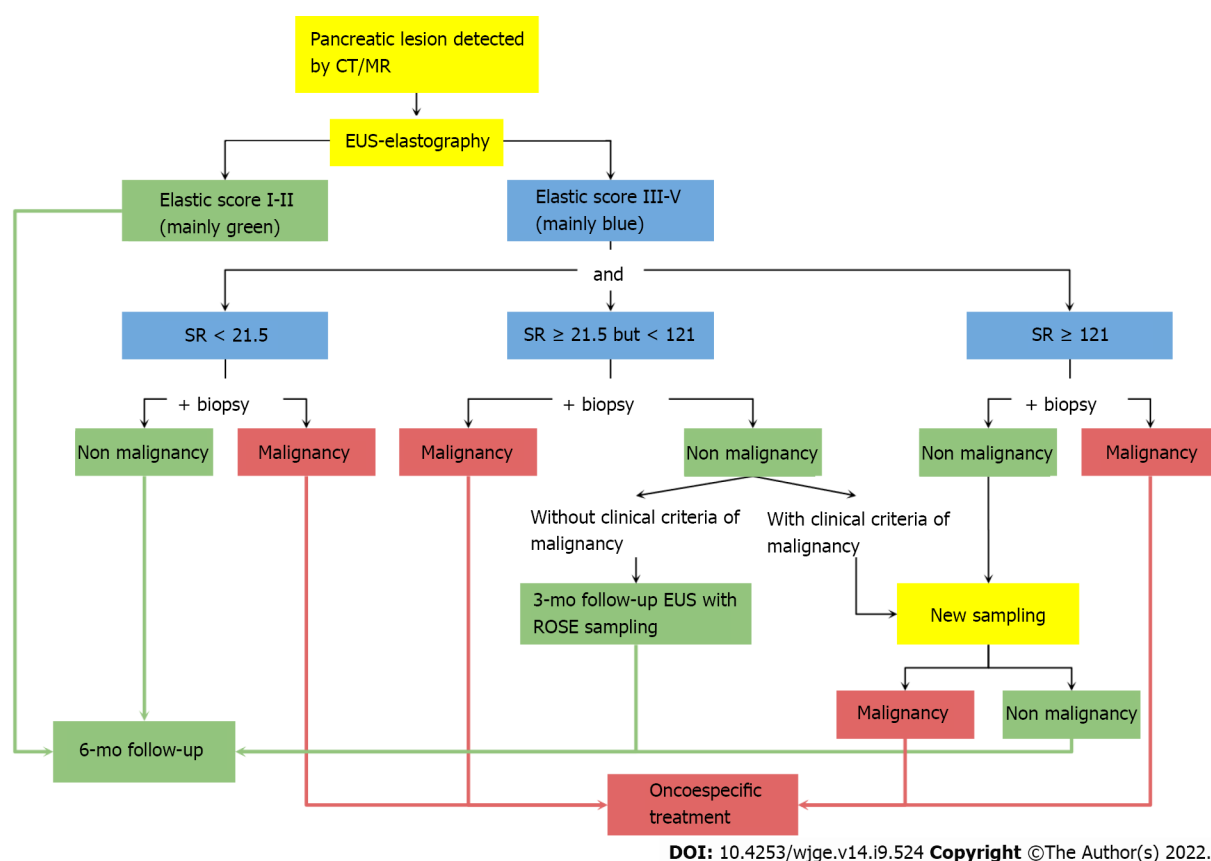 Pancreatic lesion detected
by CT/MR
EUS-elastography
Elastic score I-II
(mainly green)
Elastic score III-V
(mainly blue)
and
SR < 21.5
SR ≥ 21.5 but < 121
SR ≥ 121
+ biopsy
+ biopsy
+ biopsy
Non malignancy
Malignancy
Malignancy
Non malignancy
Non malignancy
Malignancy
Without clinical criteria of
malignancy
With clinical criteria of
malignancy
3-mo follow-up EUS with
ROSE sampling
New sampling
Malignancy
Non malignancy
6-mo follow-up
Oncoespecific
treatment
DOI: 10.4253/wjge.v14.i9.524 Copyright ©The Author(s) 2022.